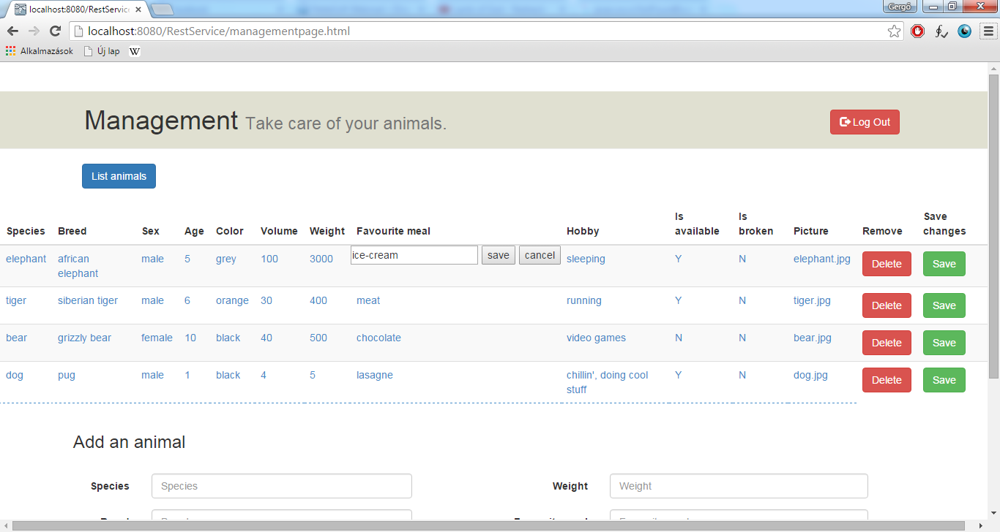 localhost:8080/RestService
Gergő
localhost:8080/RestService/managementpage.html
Alkalmazások Új lap W
Management Take care of your animals.
Log Out
List animals
Species Breed Sex Age Color Volume Weight Favourite meal Hobby Is available Is broken Picture Remove Save changes
elephant african elephant male 5 grey 100 3000 ice-cream save cancel sleeping Y N elephant.jpg Delete Save
tiger siberian tiger male 6 orange 30 400 meat running Y N tiger.jpg Delete Save
bear grizzly bear female 10 black 40 500 chocolate video games N N bear.jpg Delete Save
dog pug male 1 black 4 5 lasagne chillin', doing cool stuff Y N dog.jpg Delete Save
Add an animal
Species Species Weight Weight